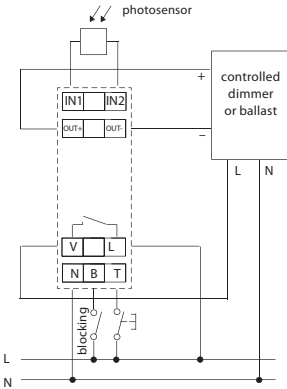 photosensor
IN1 IN2
OUT+ OUT-
+
−
controlled
dimmer
or ballast
L N
V L
N B T
blocking
L
N